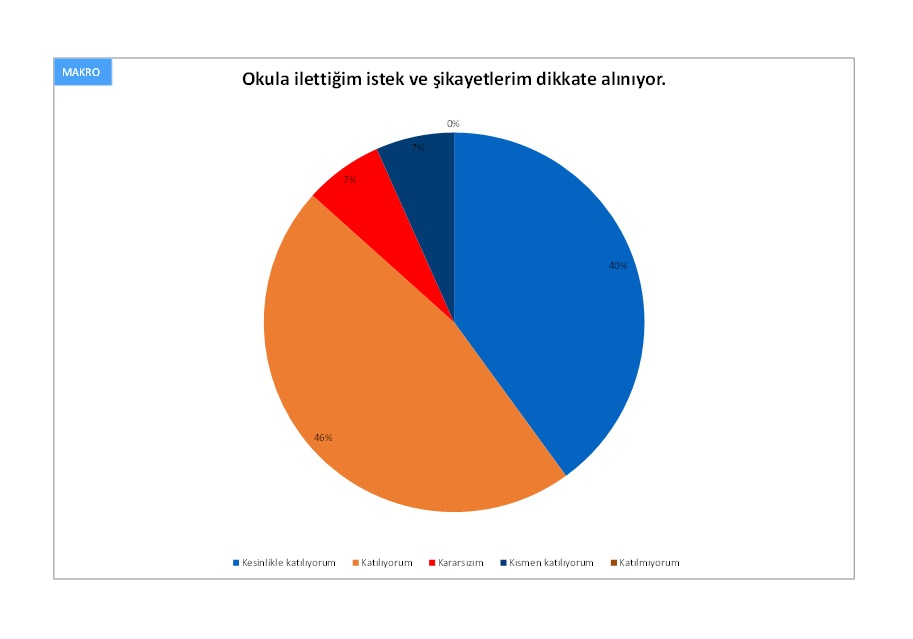 MAKRO
Okula ilettiğim istek ve şikayetlerim dikkate alınıyor.
0%
7%
7%
40%
46%
Kesinlikle katılıyorum Katılıyorum Kararsızım Kısmen katılıyorum Katılmıyorum